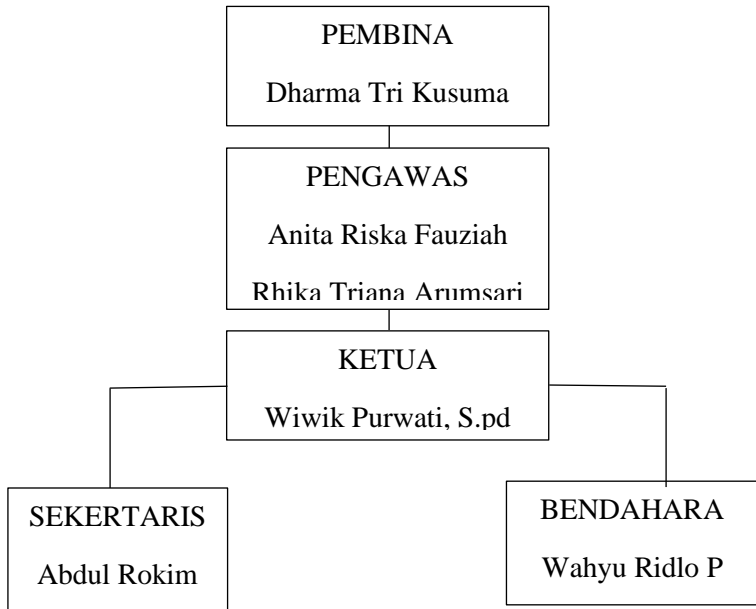 PEMBINA
Dharma Tri Kusuma
PENGAWAS
Anita Riska Fauziah
Rhika Triana Arumsari
KETUA
Wiwik Purwati, S.pd
SEKERTARIS
Abdul Rokim
BENDAHARA
Wahyu Ridlo P